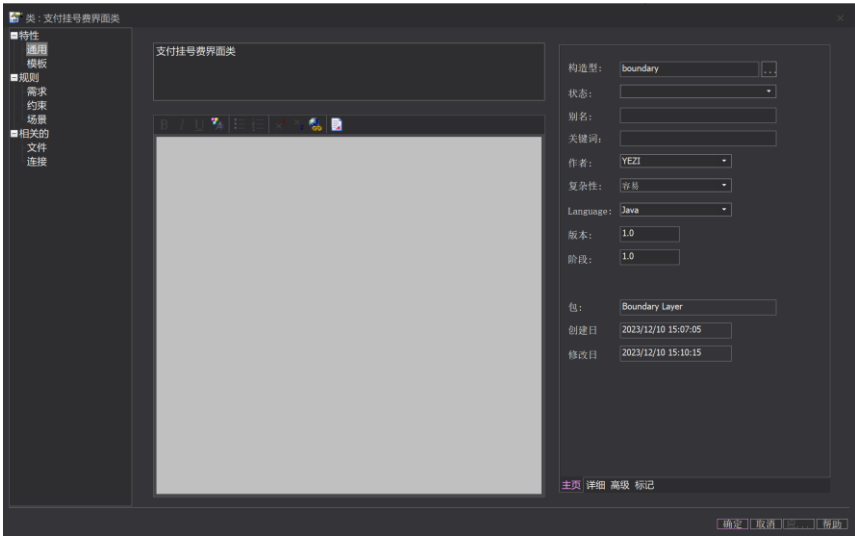 类 : 支付挂号费界面类
特性
通用
模板
规则
需求
约束
场景
相关的
文件
连接
支付挂号费界面类
B I U
构造型: boundary ...
状态:
别名:
关键词:
作者: YEZI
复杂性: 容易
Language: Java
版本: 1.0
阶段: 1.0
包: Boundary Layer
创建日 2023/12/10 15:07:05
修改日 2023/12/10 15:10:15
主页 详细 高级 标记
确定 取消 帮助